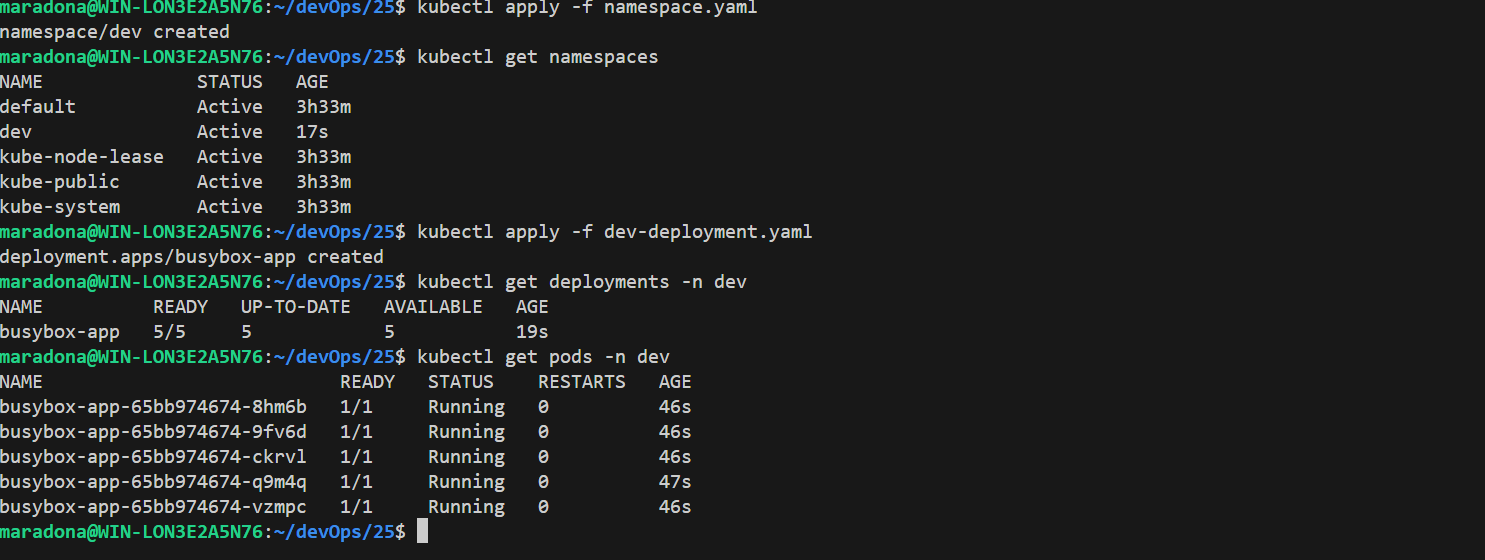 maradona@WIN-LON3E2A5N76:~/devOps/25$ kubectl apply -f namespace.yaml
namespace/dev created
maradona@WIN-LON3E2A5N76:~/devOps/25$ kubectl get namespaces
NAME              STATUS   AGE
default           Active   3h33m
dev               Active   17s
kube-node-lease   Active   3h33m
kube-public       Active   3h33m
kube-system       Active   3h33m
maradona@WIN-LON3E2A5N76:~/devOps/25$ kubectl apply -f dev-deployment.yaml
deployment.apps/busybox-app created
maradona@WIN-LON3E2A5N76:~/devOps/25$ kubectl get deployments -n dev
NAME          READY   UP-TO-DATE   AVAILABLE   AGE
busybox-app   5/5     5            5           19s
maradona@WIN-LON3E2A5N76:~/devOps/25$ kubectl get pods -n dev
NAME                           READY   STATUS    RESTARTS   AGE
busybox-app-65bb974674-8hm6b   1/1     Running   0          46s
busybox-app-65bb974674-9fv6d   1/1     Running   0          46s
busybox-app-65bb974674-ckrvl   1/1     Running   0          46s
busybox-app-65bb974674-q9m4q   1/1     Running   0          47s
busybox-app-65bb974674-vzmpc   1/1     Running   0          46s
maradona@WIN-LON3E2A5N76:~/devOps/25$